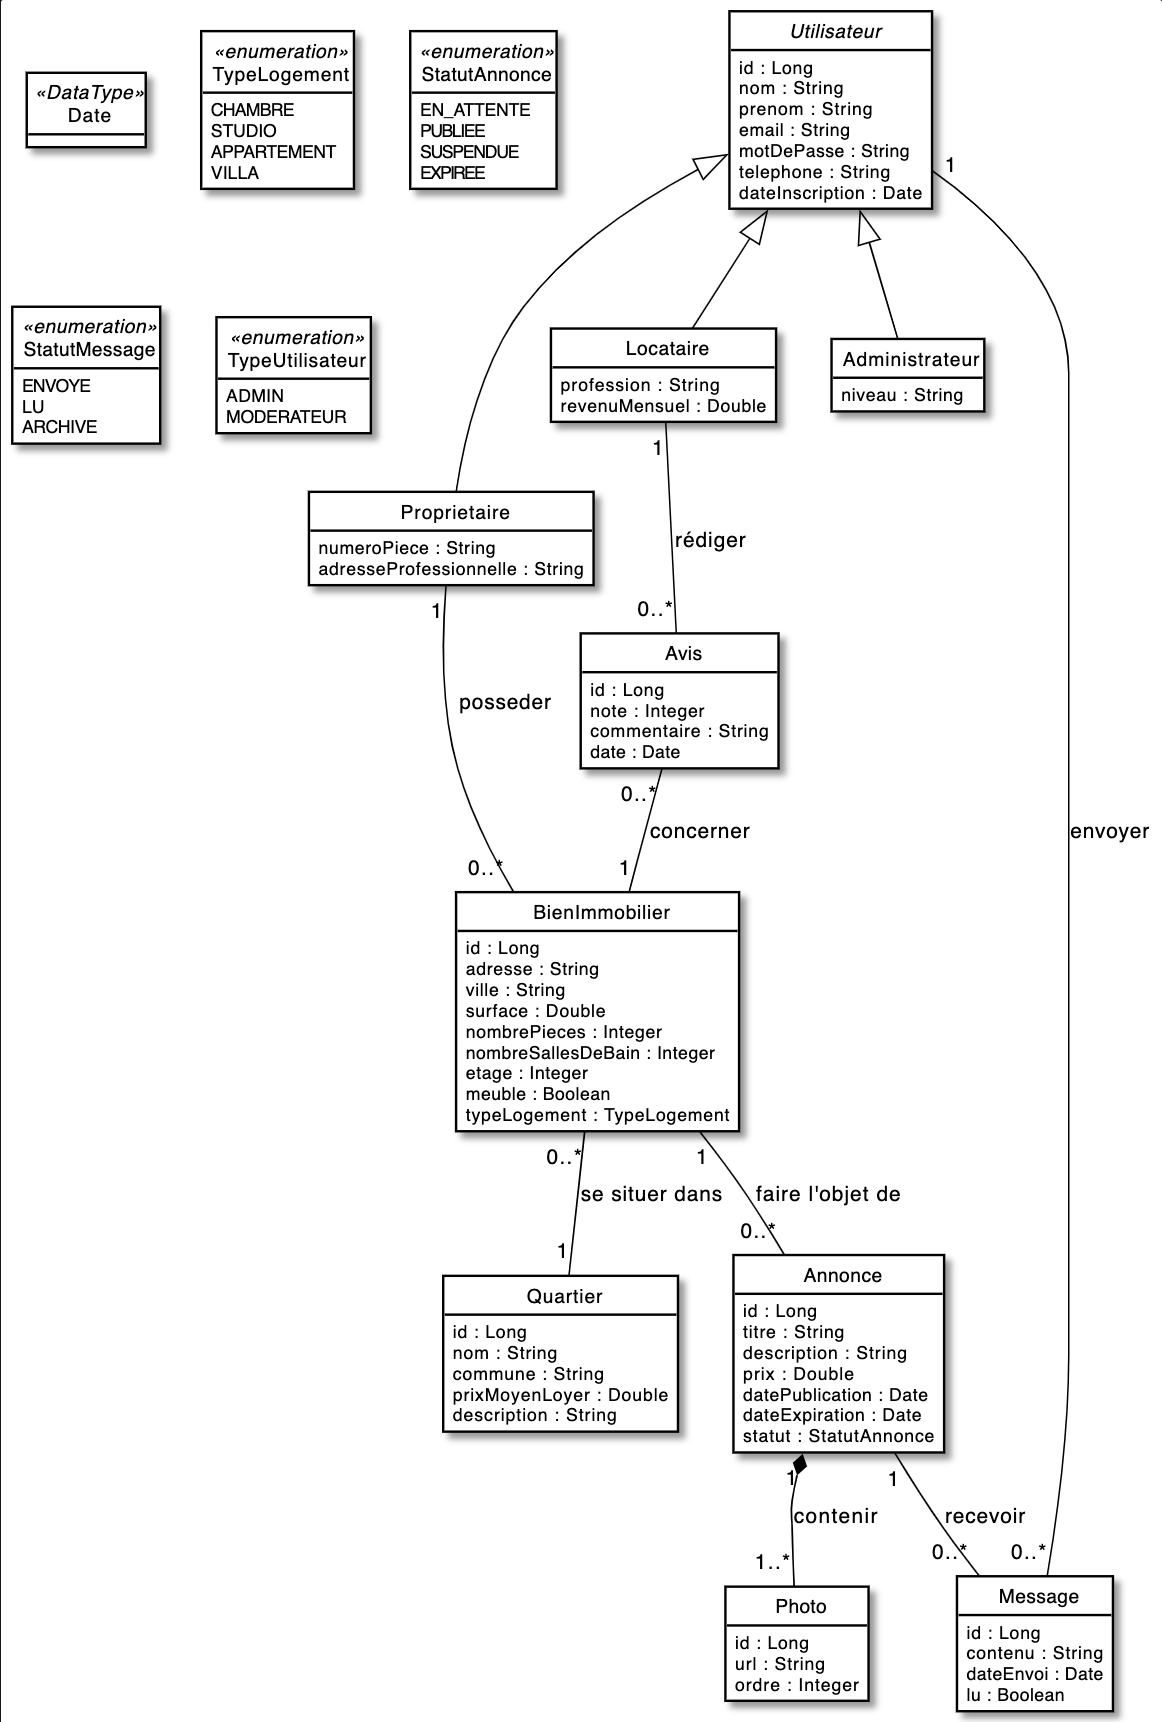 «DataType»
Date
«enumeration»
TypeLogement
CHAMBRE
STUDIO
APPARTEMENT
VILLA
«enumeration»
StatutAnnonce
EN_ATTENTE
PUBLIEE
SUSPENDUE
EXPIREE
Utilisateur
id : Long
nom : String
prenom : String
email : String
motDePasse : String
telephone : String
dateInscription : Date
1
«enumeration»
StatutMessage
ENVOYE
LU
ARCHIVE
«enumeration»
TypeUtilisateur
ADMIN
MODERATEUR
Locataire
profession : String
revenuMensuel : Double
Administrateur
niveau : String
1
Proprietaire
numeroPiece : String
adresseProfessionnelle : String
rédiger
1
0..*
Avis
id : Long
note : Integer
commentaire : String
date : Date
posseder
0..*
concerner
envoyer
0..*
1
BienImmobilier
id : Long
adresse : String
ville : String
surface : Double
nombrePieces : Integer
nombreSallesDeBain : Integer
etage : Integer
meuble : Boolean
typeLogement : TypeLogement
0..*
1
se situer dans
faire l'objet de
1
0..*
Quartier
id : Long
nom : String
commune : String
prixMoyenLoyer : Double
description : String
Annonce
id : Long
titre : String
description : String
prix : Double
datePublication : Date
dateExpiration : Date
statut : StatutAnnonce
1
1
contenir
recevoir
1..*
0..*
0..*
Photo
id : Long
url : String
ordre : Integer
Message
id : Long
contenu : String
dateEnvoi : Date
lu : Boolean